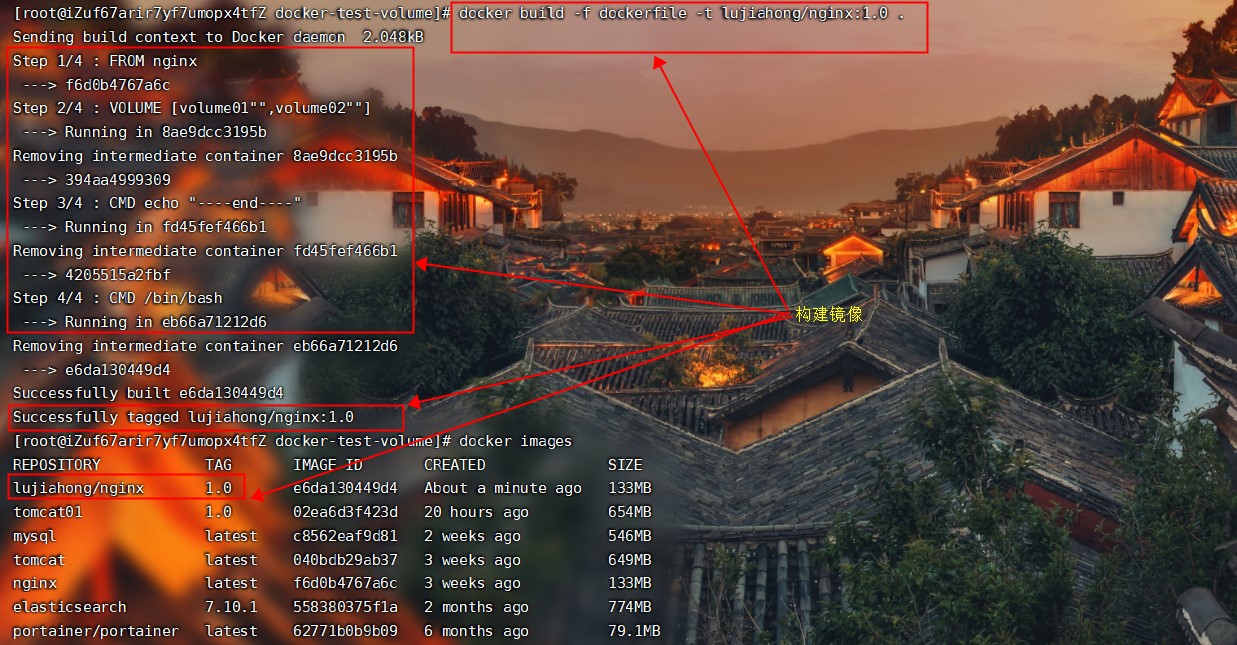 [root@iZuf67arir7yf7umopx4tfZ docker-test-volume]# docker build -f dockerfile -t lujiahong/nginx:1.0 .
Sending build context to Docker daemon  2.048kB
Step 1/4 : FROM nginx
 ---> f6d0b4767a6c
Step 2/4 : VOLUME [volume01"",volume02""]
 ---> Running in 8ae9dcc3195b
Removing intermediate container 8ae9dcc3195b
 ---> 394aa4999309
Step 3/4 : CMD echo "----end----"
 ---> Running in fd45fef466b1
Removing intermediate container fd45fef466b1
 ---> 4205515a2fbf
Step 4/4 : CMD /bin/bash
 ---> Running in eb66a71212d6
构建镜像
Removing intermediate container eb66a71212d6
 ---> e6da130449d4
Successfully built e6da130449d4
Successfully tagged lujiahong/nginx:1.0
[root@iZuf67arir7yf7umopx4tfZ docker-test-volume]# docker images
REPOSITORY            TAG       IMAGE ID       CREATED              SIZE
lujiahong/nginx       1.0       e6da130449d4   About a minute ago   133MB
tomcat01              1.0       02ea6d3f423d   20 hours ago         654MB
mysql                 latest    c8562eaf9d81   2 weeks ago          546MB
tomcat                latest    040bdb29ab37   3 weeks ago          649MB
nginx                 latest    f6d0b4767a6c   3 weeks ago          133MB
elasticsearch         7.10.1    558380375f1a   2 months ago         774MB
portainer/portainer   latest    62771b0b9b09   6 months ago         79.1MB